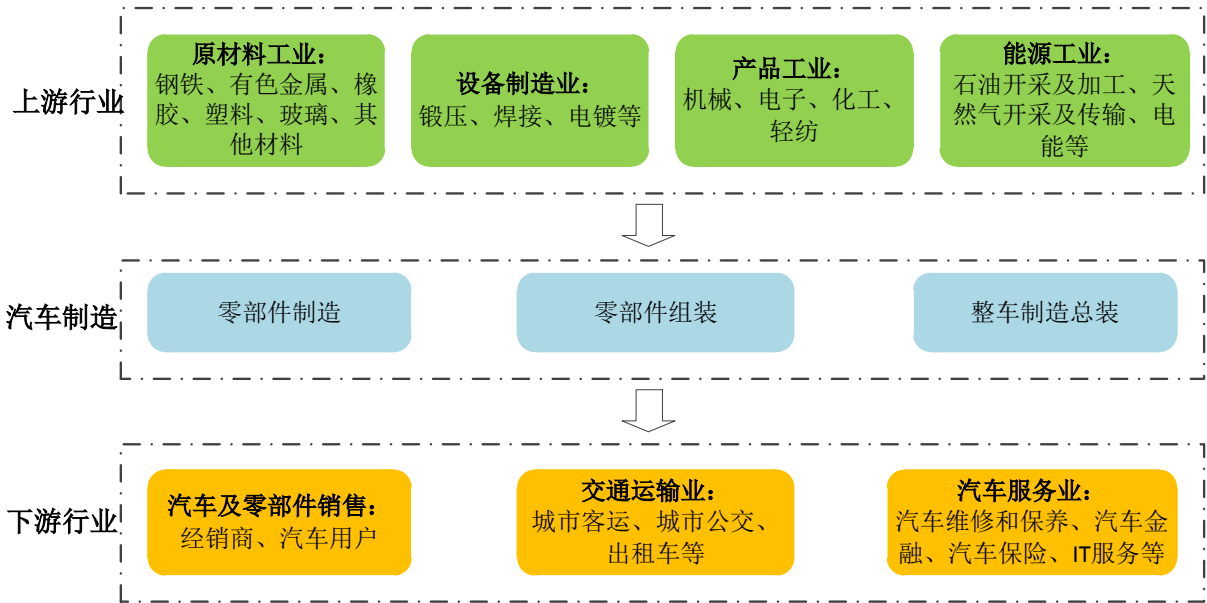 上游行业
原材料工业：
钢铁、有色金属、橡
胶、塑料、玻璃、其
他材料
设备制造业：
锻压、焊接、电镀等
产品工业：
机械、电子、化工、
轻纺
能源工业：
石油开采及加工、天
然气开采及传输、电
能等
汽车制造
零部件制造
零部件组装
整车制造总装
下游行业
汽车及零部件销售：
经销商、汽车用户
交通运输业：
城市客运、城市公交、
出租车等
汽车服务业：
汽车维修和保养、汽车金
融、汽车保险、IT服务等